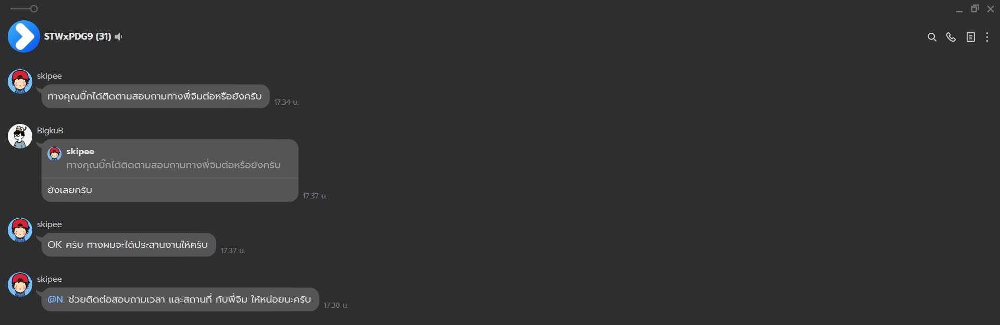 STWxPDG9 (31)
skipee
ทางคุณบิ๊กได้ติดตามสอบถามทางพี่จิมต่อหรือยังครับ
17.34 น.
BigkuB
skipee
ทางคุณบิ๊กได้ติดตามสอบถามทางพี่จิมต่อหรือยังครับ
ยังเลยครับ
17.37 น.
skipee
OK ครับ ทางผมจะได้ประสานงานให้ครับ
17.37 น.
skipee
@N. ช่วยติดต่อสอบถามเวลา และสถานที่ กับพี่จิม ให้หน่อยนะครับ
17.38 น.